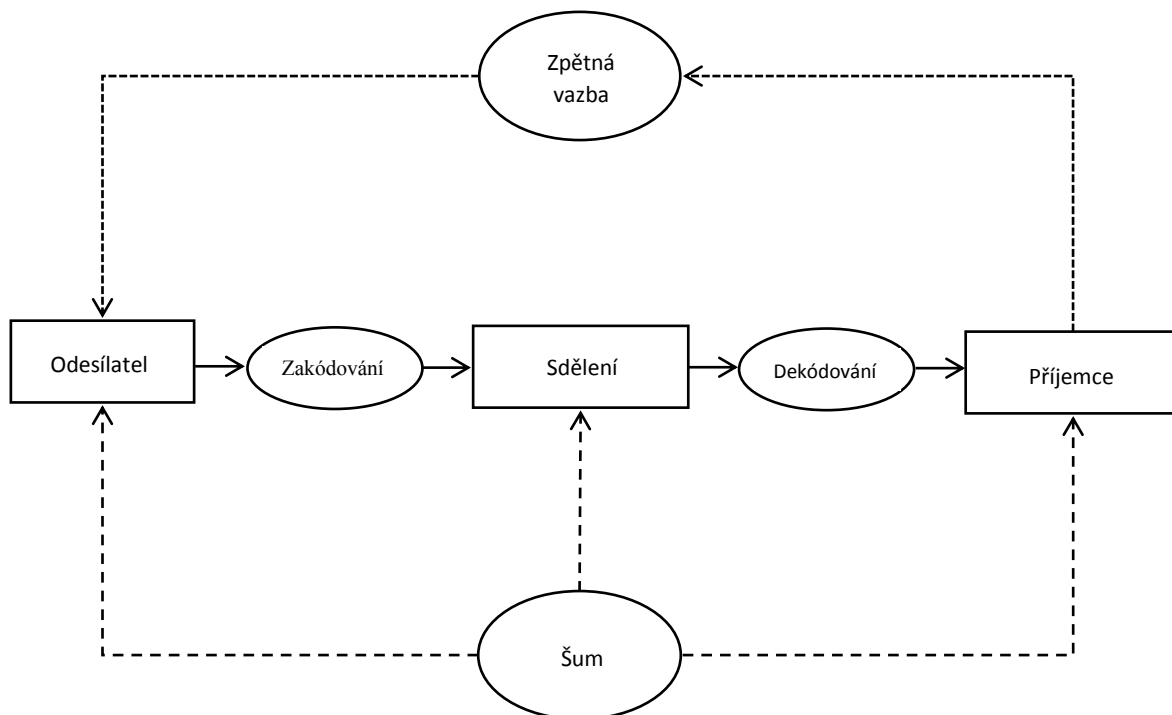 Zpětná
vazba
Odesílatel
Zakódování
Sdělení
Dekódování
Příjemce
Šum